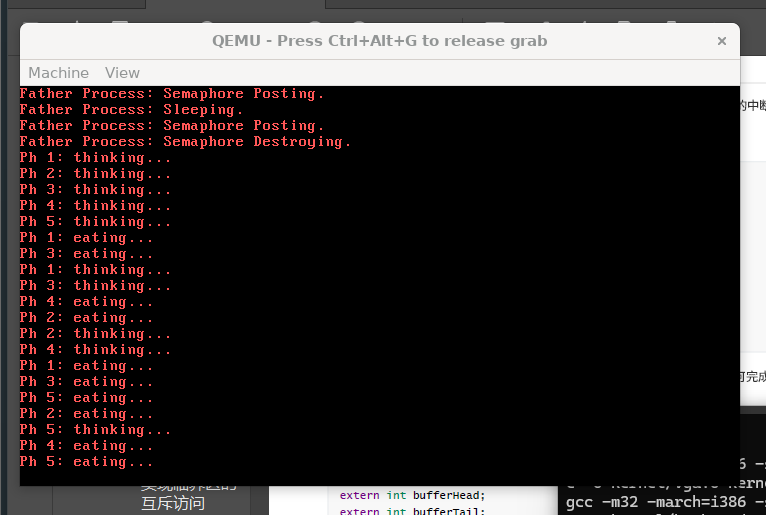 QEMU - Press Ctrl+Alt+G to release grab
×
Machine View
Father Process: Semaphore Posting.
Father Process: Sleeping.
Father Process: Semaphore Posting.
Father Process: Semaphore Destroying.
Ph 1: thinking...
Ph 2: thinking...
Ph 3: thinking...
Ph 4: thinking...
Ph 5: thinking...
Ph 1: eating...
Ph 3: eating...
Ph 1: thinking...
Ph 3: thinking...
Ph 4: eating...
Ph 2: eating...
Ph 2: thinking...
Ph 4: thinking...
Ph 1: eating...
Ph 3: eating...
Ph 5: eating...
Ph 2: eating...
Ph 5: thinking...
Ph 4: eating...
Ph 5: eating...
的中断
可完成
互斥访问
extern int bufferHead;
extern int bufferTail;
gcc -m32 -march=i386 -s